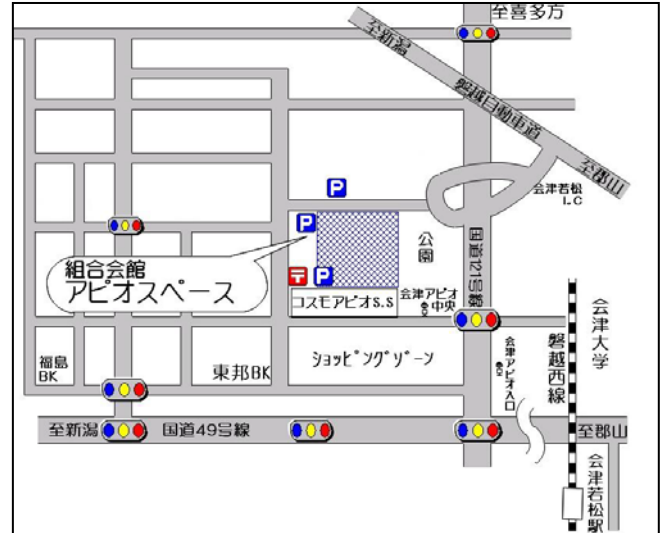 至喜多方
至新潟
磐越自動車道
至郡山
会津若松
I.C
P
P
公園
国道121号線
組合会館
アピオスペース
〒
P
コスモアピオS.S
会津アピオ
中央
会津大学
福島
BK
東邦BK
ショッピングゾーン
会津アピオ入口
磐越西線
至新潟
国道49号線
至郡山
会津若松駅